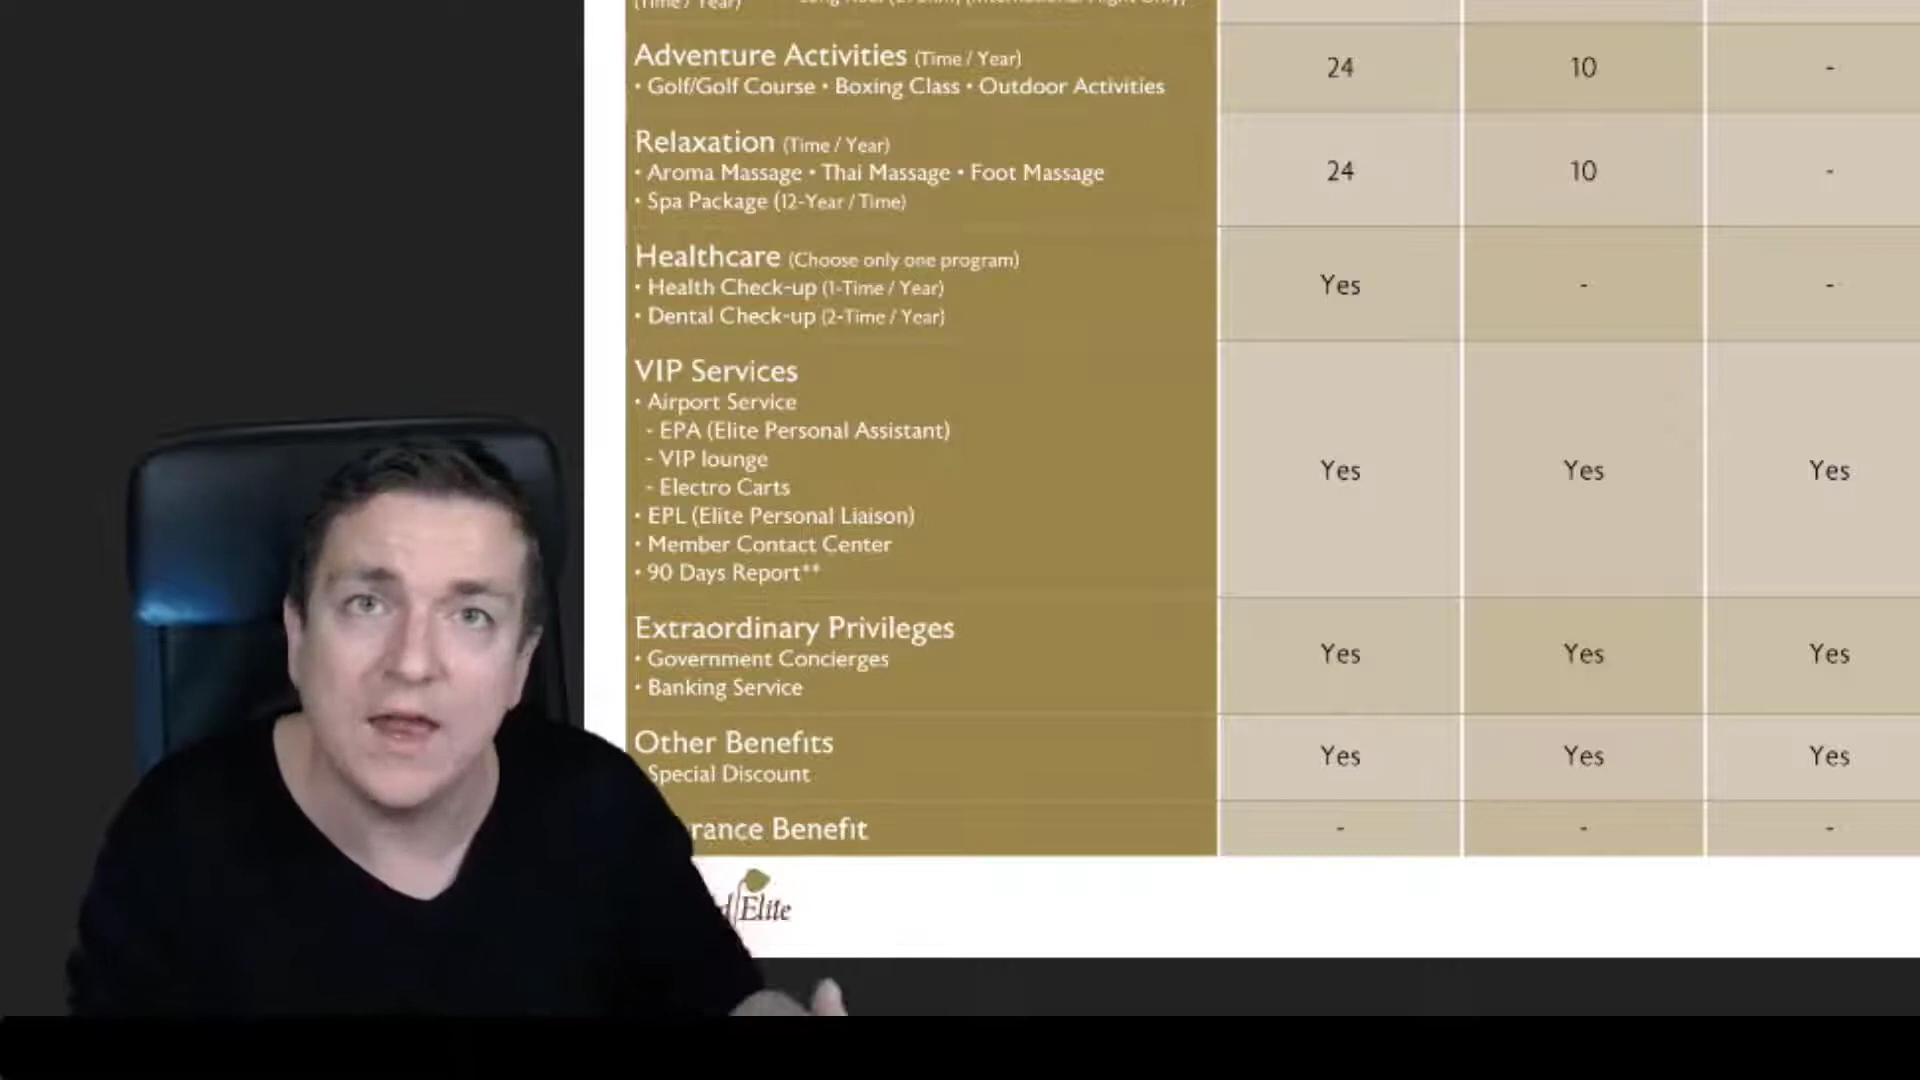 (Time / Year)
Adventure Activities (Time / Year)
• Golf/Golf Course • Boxing Class • Outdoor Activities
24 10 -
Relaxation (Time / Year)
• Aroma Massage • Thai Massage • Foot Massage
• Spa Package (12-Year / Time)
24 10 -
Healthcare (Choose only one program)
• Health Check-up (1-Time / Year)
• Dental Check-up (2-Time / Year)
Yes - -
VIP Services
• Airport Service
- EPA (Elite Personal Assistant)
- VIP lounge
- Electro Carts
• EPL (Elite Personal Liaison)
• Member Contact Center
• 90 Days Report**
Yes Yes Yes
Extraordinary Privileges
• Government Concierges
• Banking Service
Yes Yes Yes
Other Benefits
Special Discount
Yes Yes Yes
rance Benefit
- - -
d Elite